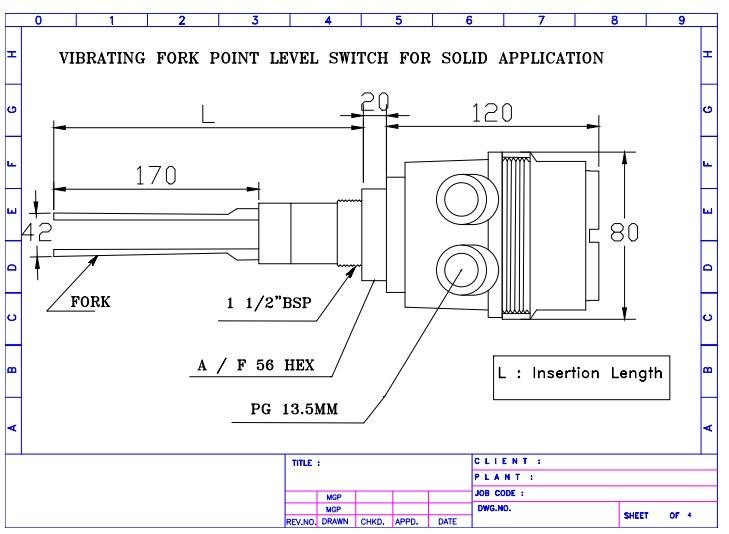 0 1 2 3 4 5 6 7 8 9
H H
VIBRATING FORK POINT LEVEL SWITCH FOR SOLID APPLICATION
G G
20
L 120
F F
170
E E
42 80
D D
FORK 1 1/2"BSP
C C
A / F 56 HEX
B B
L : Insertion Length
PG 13.5MM
A A
TITLE : CLIENT :
PLANT :
MGP JOB CODE :
MGP DWG.NO.
REV.NO. DRAWN CHKD. APPD. DATE SHEET OF 4